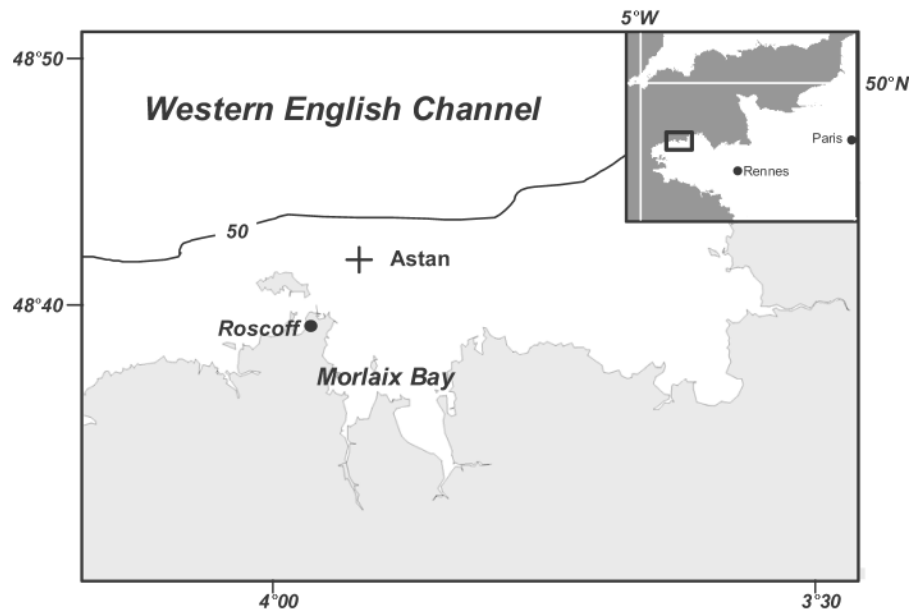 5°W
48°50
Western English Channel
50°N
Paris
Rennes
50
Astan
48°40
Roscoff
Morlaix Bay
4°00
3°30